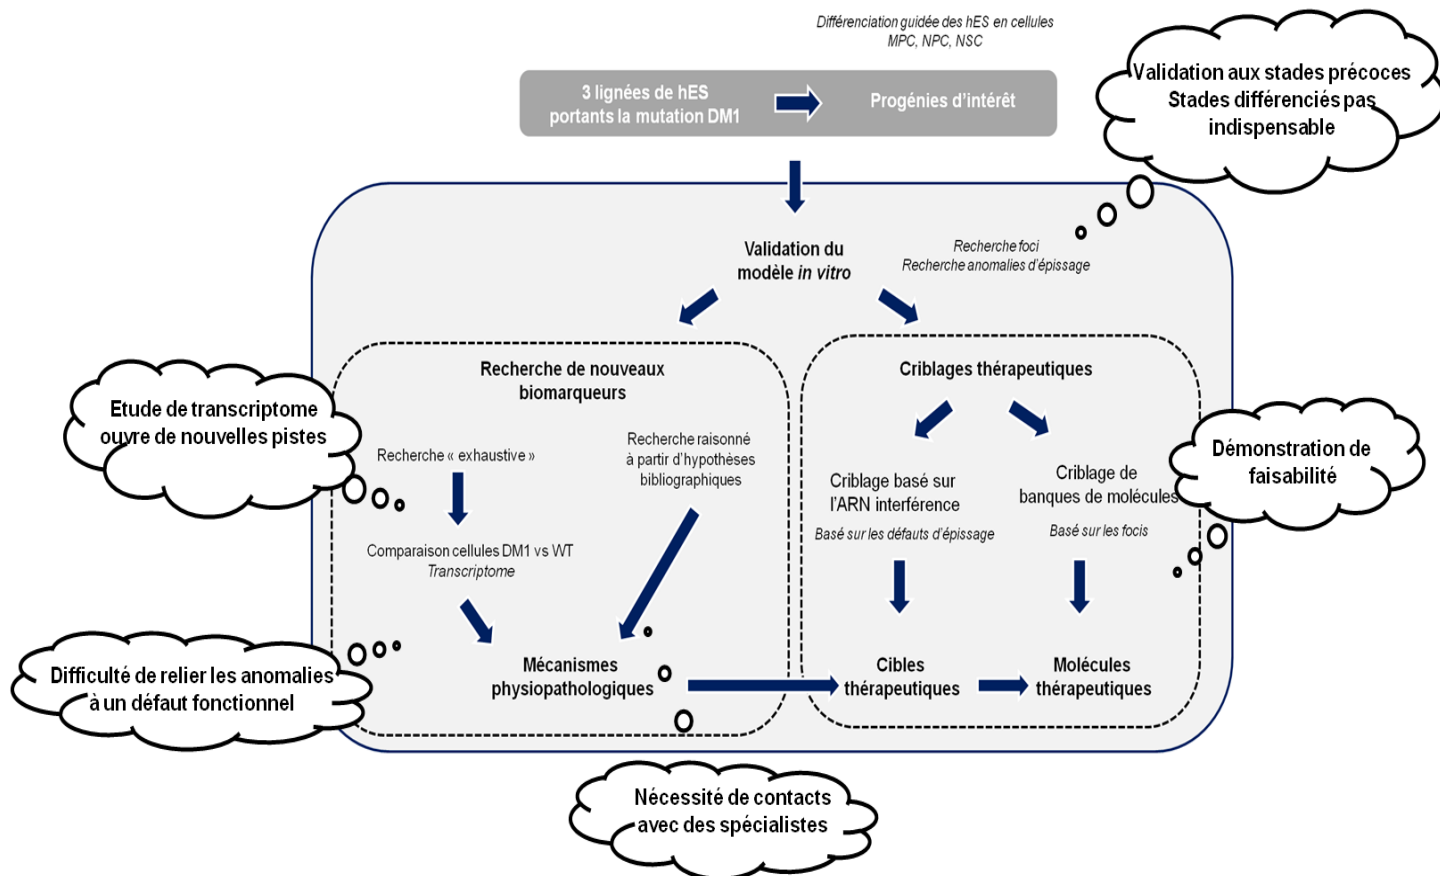 Différenciation guidée des hES en cellules
MPC, NPC, NSC
3 lignées de hES
portants la mutation DM1
Progénies d'intérêt
Validation aux stades précoces
Stades différenciés pas
indispensable
Validation du
modèle in vitro
Recherche foci
Recherche anomalies d'épissage
Recherche de nouveaux
biomarqueurs
Criblages thérapeutiques
Etude de transcriptome
ouvre de nouvelles pistes
Recherche « exhaustive »
Recherche raisonné
à partir d'hypothèses
bibliographiques
Criblage basé sur
l'ARN interférence
Basé sur les défauts d'épissage
Criblage de
banques de molécules
Basé sur les focis
Démonstration de
faisabilité
Comparaison cellules DM1 vs WT
Transcriptome
Difficulté de relier les anomalies
à un défaut fonctionnel
Mécanismes
physiopathologiques
Cibles
thérapeutiques
Molécules
thérapeutiques
Nécessité de contacts
avec des spécialistes